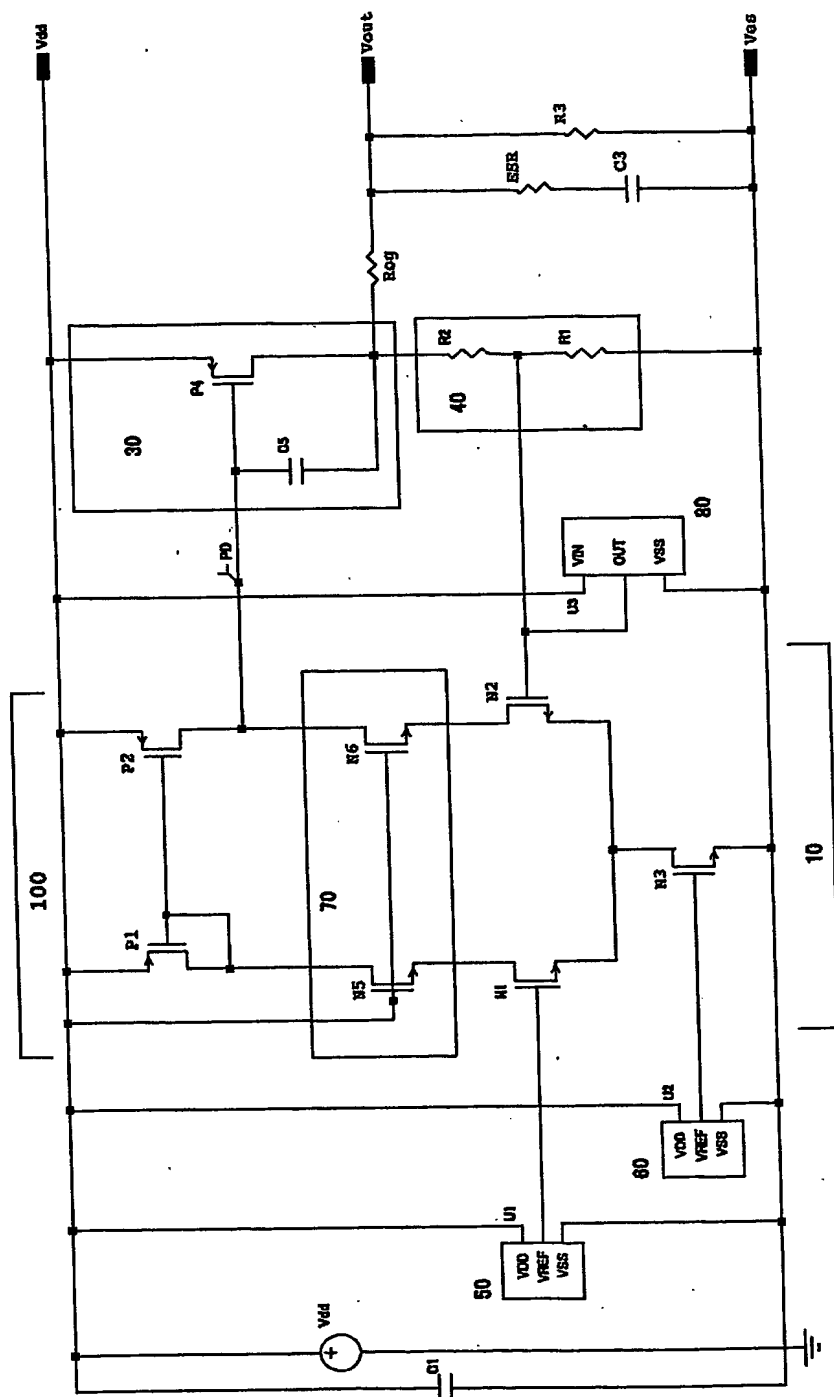 Vdd
Vout
Vss
100
P1
P2
30
P4
C5
PD
Rog
R3
ESR
C3
R2
R1
40
70
N5
N6
N1
N2
N3
10
U3
VIN
OUT
VSS
80
U1
VDD
VREF
VSS
50
U2
VDD
VREF
VSS
60
Vdd
+
C1